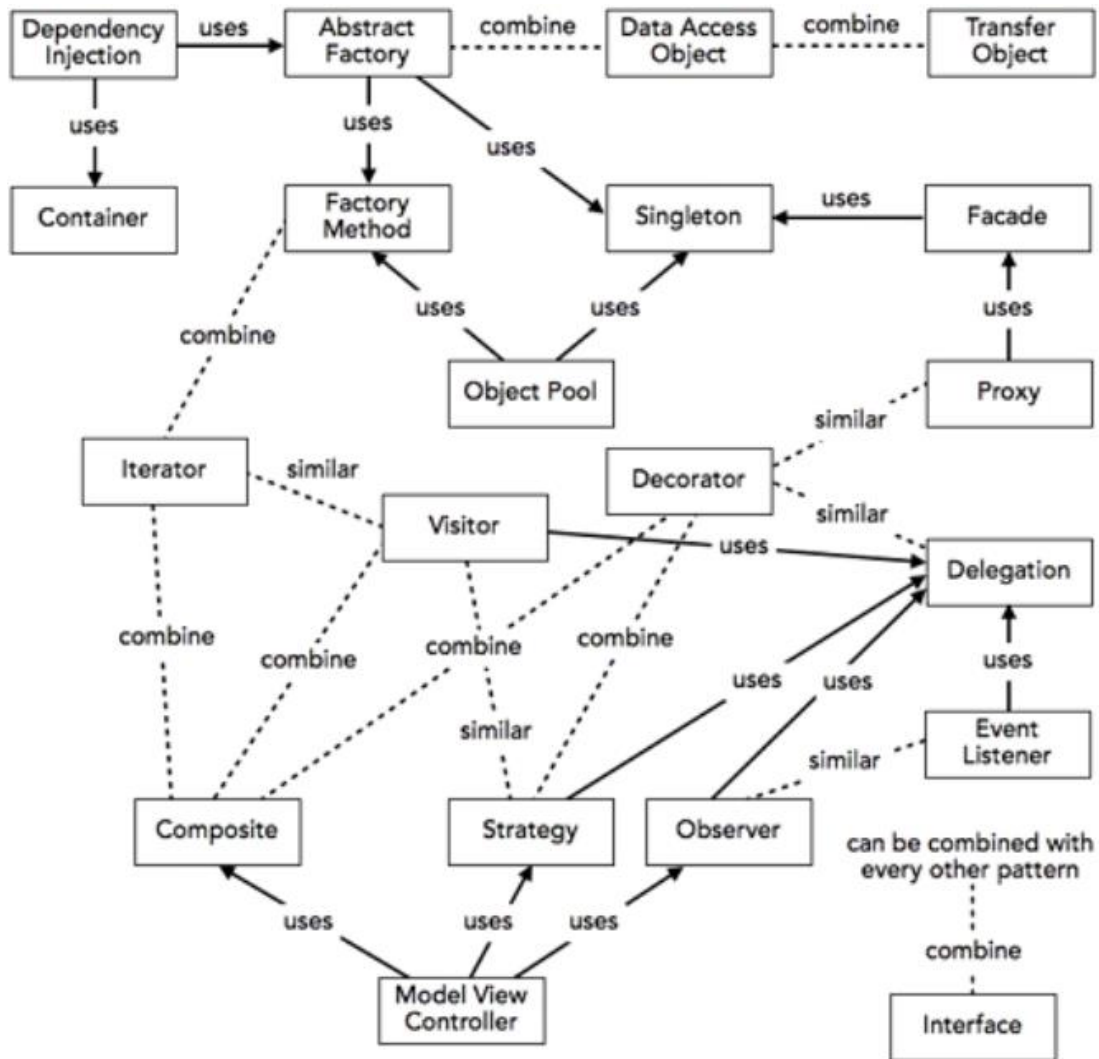 Dependency
Injection
uses
Abstract
Factory
combine
Data Access
Object
combine
Transfer
Object
uses
uses
uses
Container
Factory
Method
Singleton
uses
Facade
combine
uses
uses
uses
Object Pool
Proxy
similar
Iterator
similar
Decorator
similar
Visitor
uses
Delegation
combine
combine
combine
combine
uses
uses
uses
similar
similar
Event
Listener
Composite
Strategy
Observer
can be combined with
every other pattern
uses
uses
uses
combine
Model View
Controller
Interface